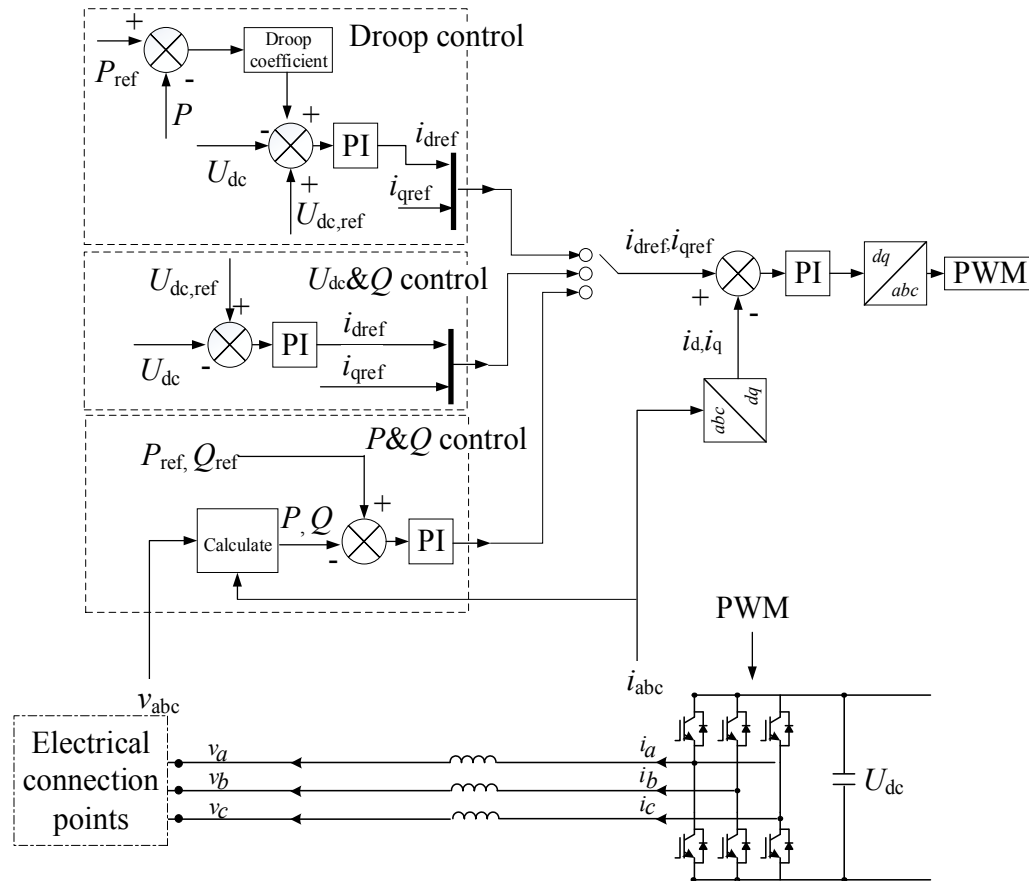 Droop control
+
P_ref
-
P
Droop
coefficient
+
-
U_dc
+
U_dc,ref
PI
i_dref
i_qref
U_dc&Q control
U_dc,ref
+
-
U_dc
PI
i_dref
i_qref
P&Q control
P_ref, Q_ref
+
P, Q
-
Calculate
PI
i_dref,i_qref
+
-
PI
dq
abc
PWM
i_d,i_q
abc
dq
v_abc
i_abc
PWM
Electrical
connection
points
v_a
v_b
v_c
i_a
i_b
i_c
U_dc